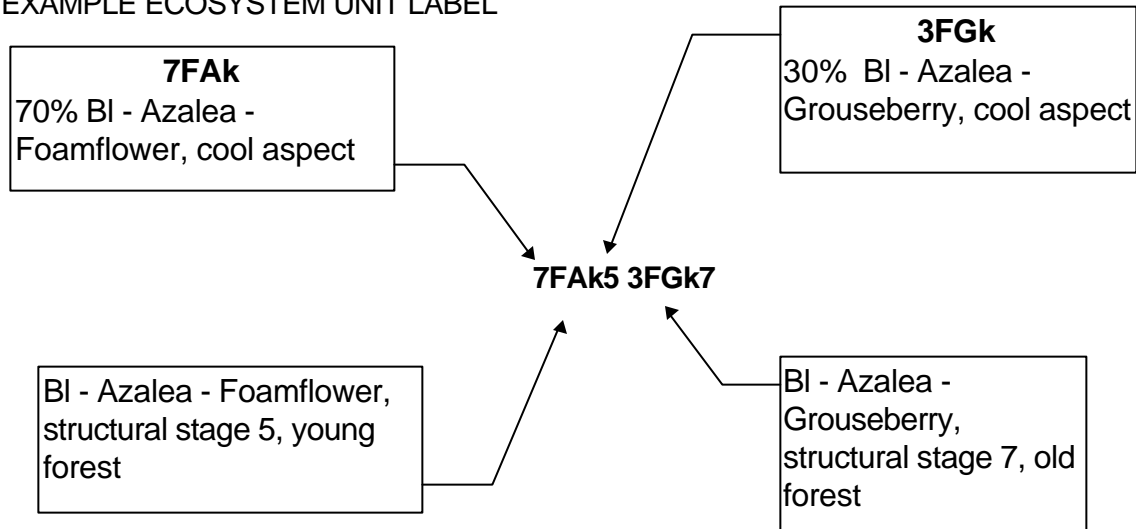 EXAMPLE ECOSYSTEM UNIT LABEL
7FAk
70% Bl - Azalea -
Foamflower, cool aspect
3FGk
30% Bl - Azalea -
Grouseberry, cool aspect
7FAk5 3FGk7
Bl - Azalea - Foamflower,
structural stage 5, young
forest
Bl - Azalea -
Grouseberry,
structural stage 7, old
forest